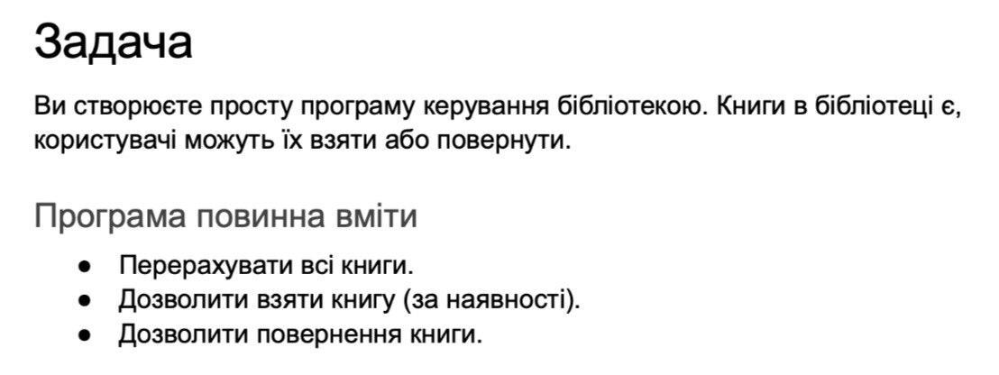 Задача
Ви створюєте просту програму керування бібліотекою. Книги в бібліотеці є,
користувачі можуть їх взяти або повернути.
Програма повинна вміти
● Перерахувати всі книги.
● Дозволити взяти книгу (за наявності).
● Дозволити повернення книги.